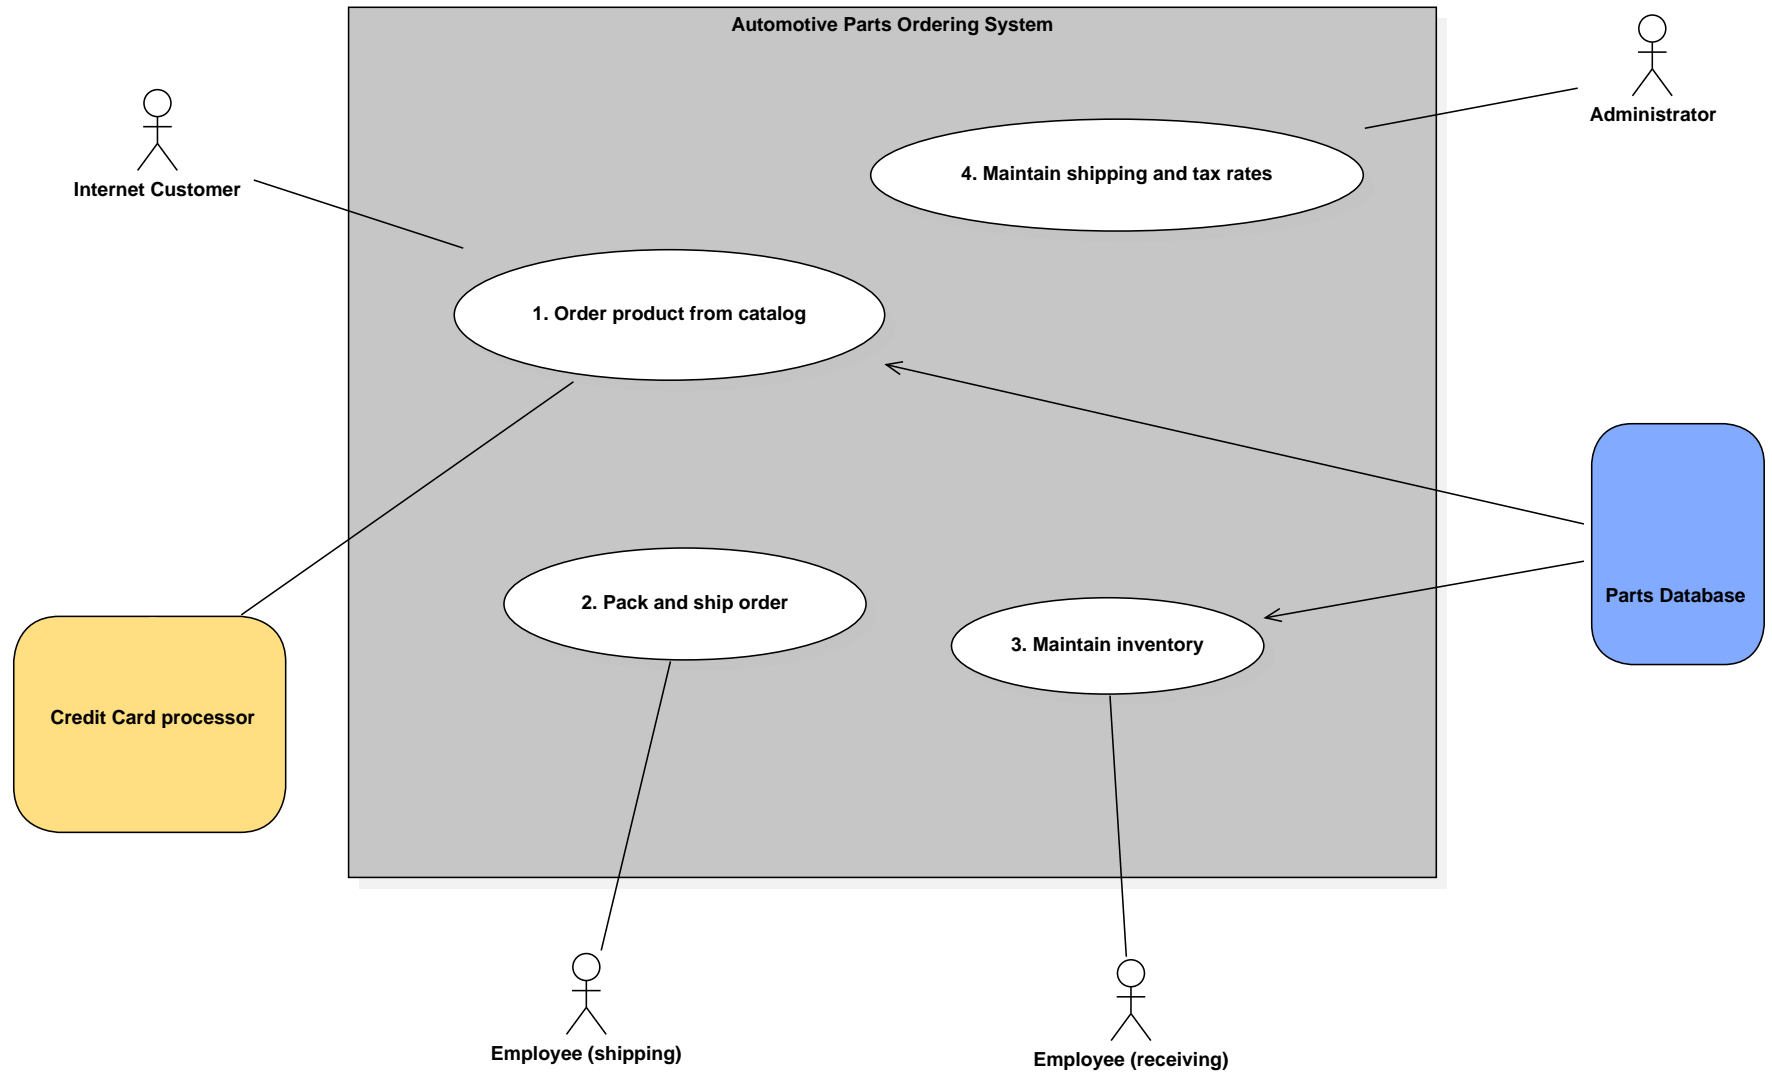 Automotive Parts Ordering System
Administrator
Internet Customer
4. Maintain shipping and tax rates
1. Order product from catalog
2. Pack and ship order
Parts Database
3. Maintain inventory
Credit Card processor
Employee (shipping)
Employee (receiving)